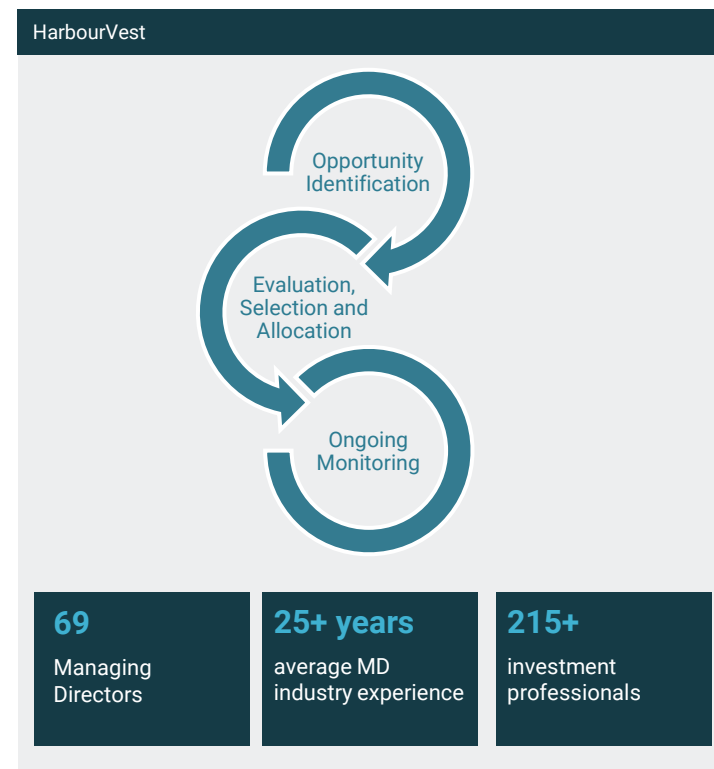 HarbourVest
Opportunity
Identification
Evaluation,
Selection and
Allocation
Ongoing
Monitoring
69
Managing
Directors
25+ years
average MD
industry experience
215+
investment
professionals